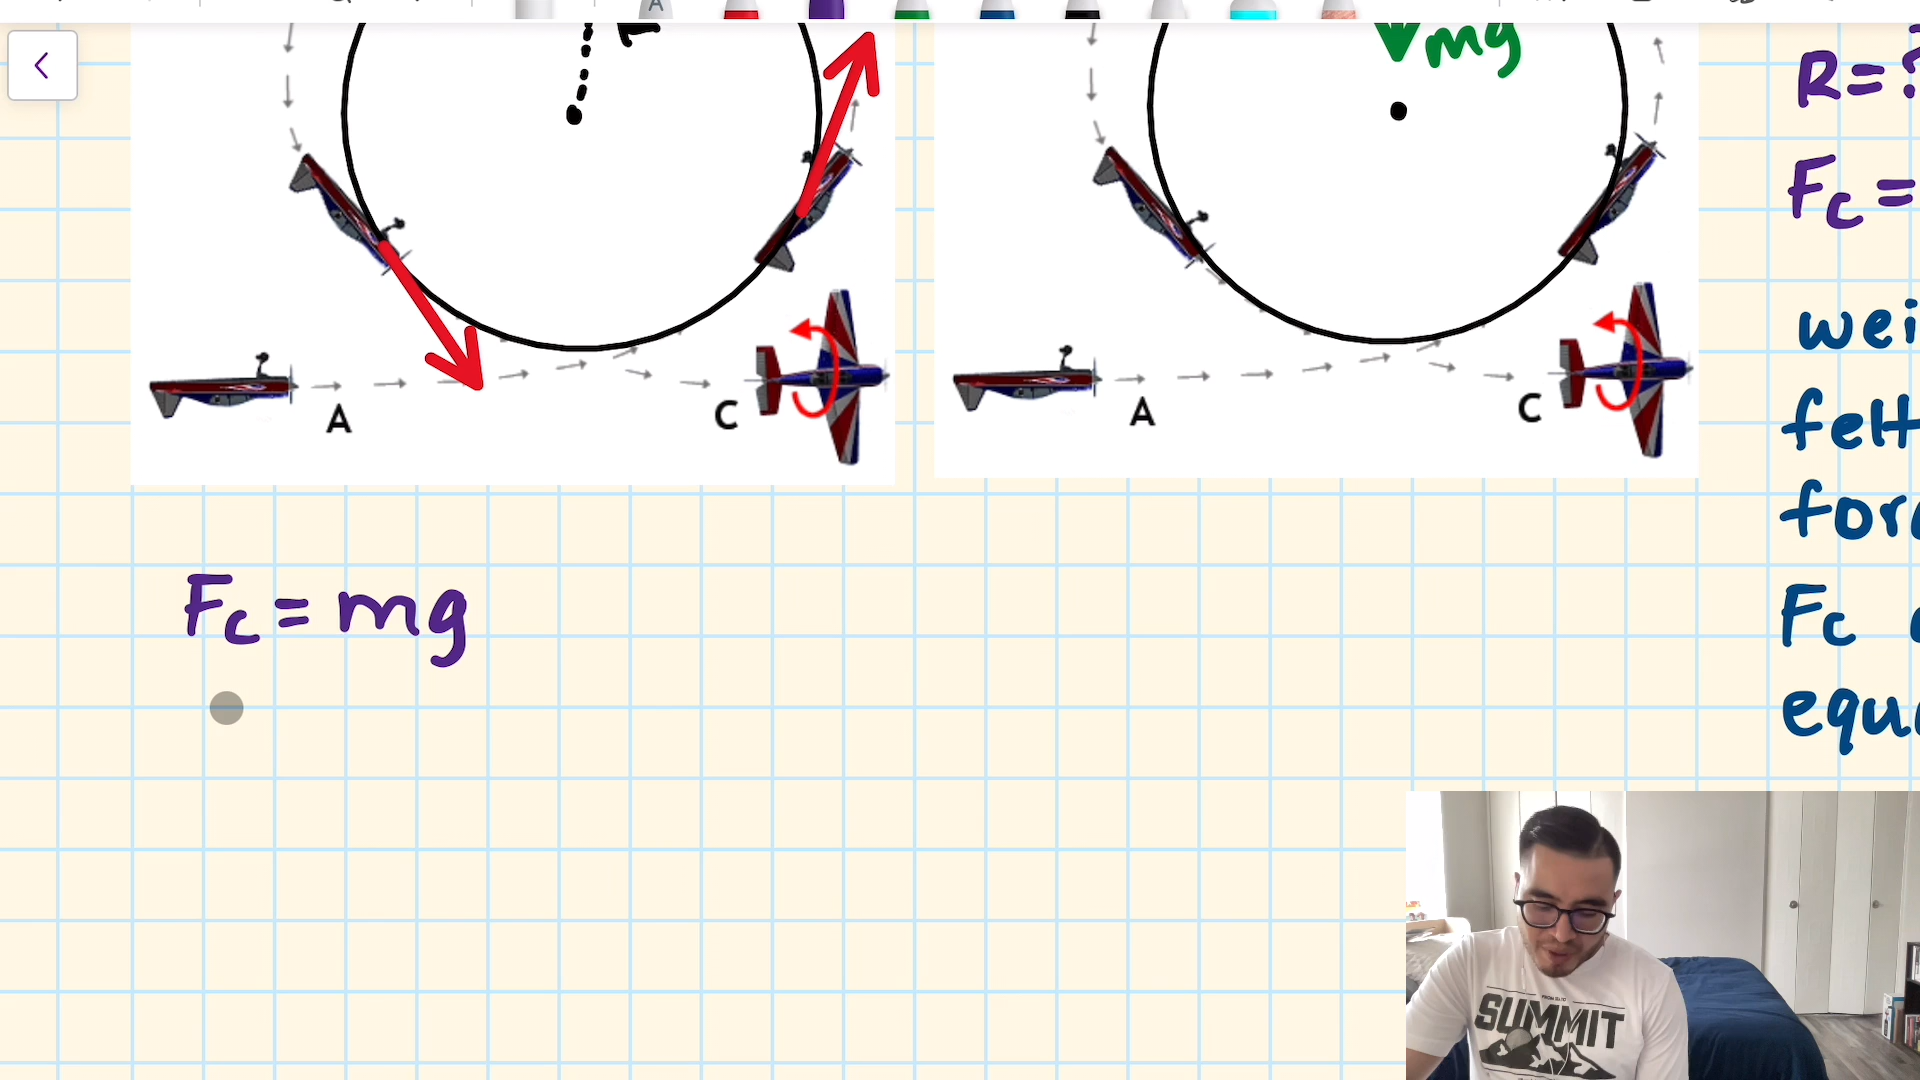 mg
R=?
Fc =
A
C
A
C
Fc = mg
wei
felt
for
Fc
equ
SUMMIT